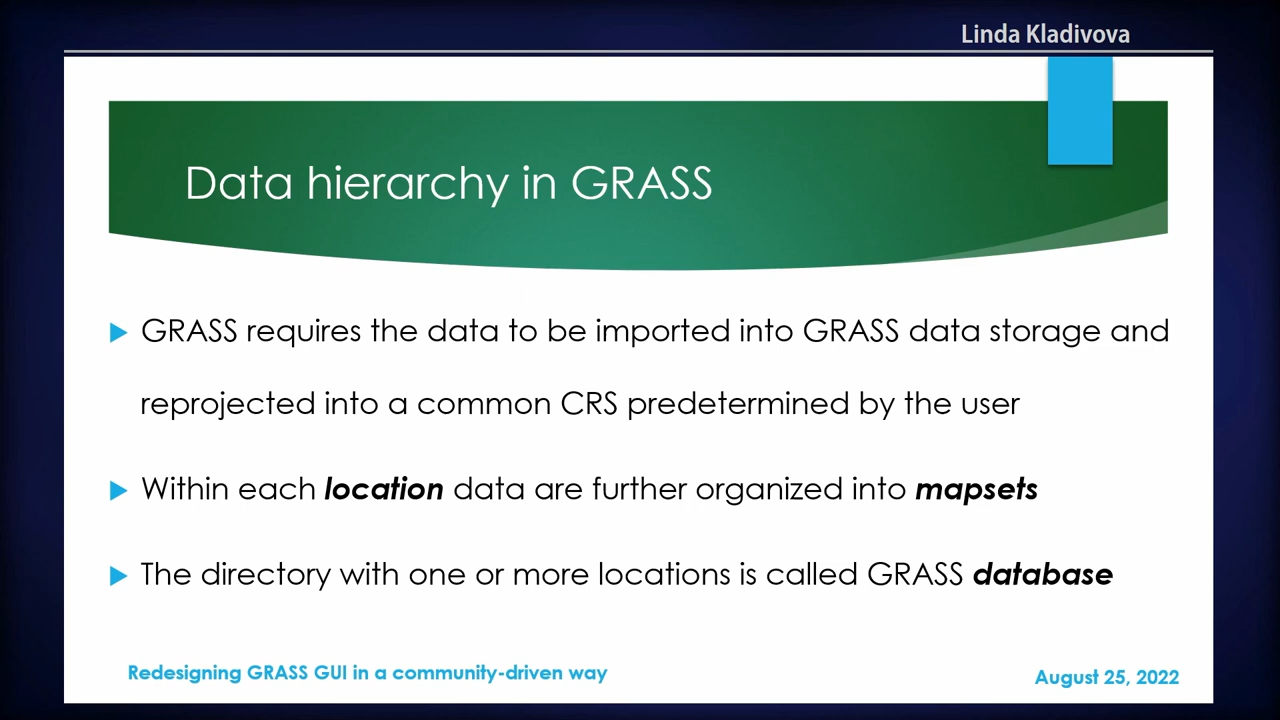 Linda Kladivova
Data hierarchy in GRASS
GRASS requires the data to be imported into GRASS data storage and
reprojected into a common CRS predetermined by the user
Within each location data are further organized into mapsets
The directory with one or more locations is called GRASS database
Redesigning GRASS GUI in a community-driven way
August 25, 2022